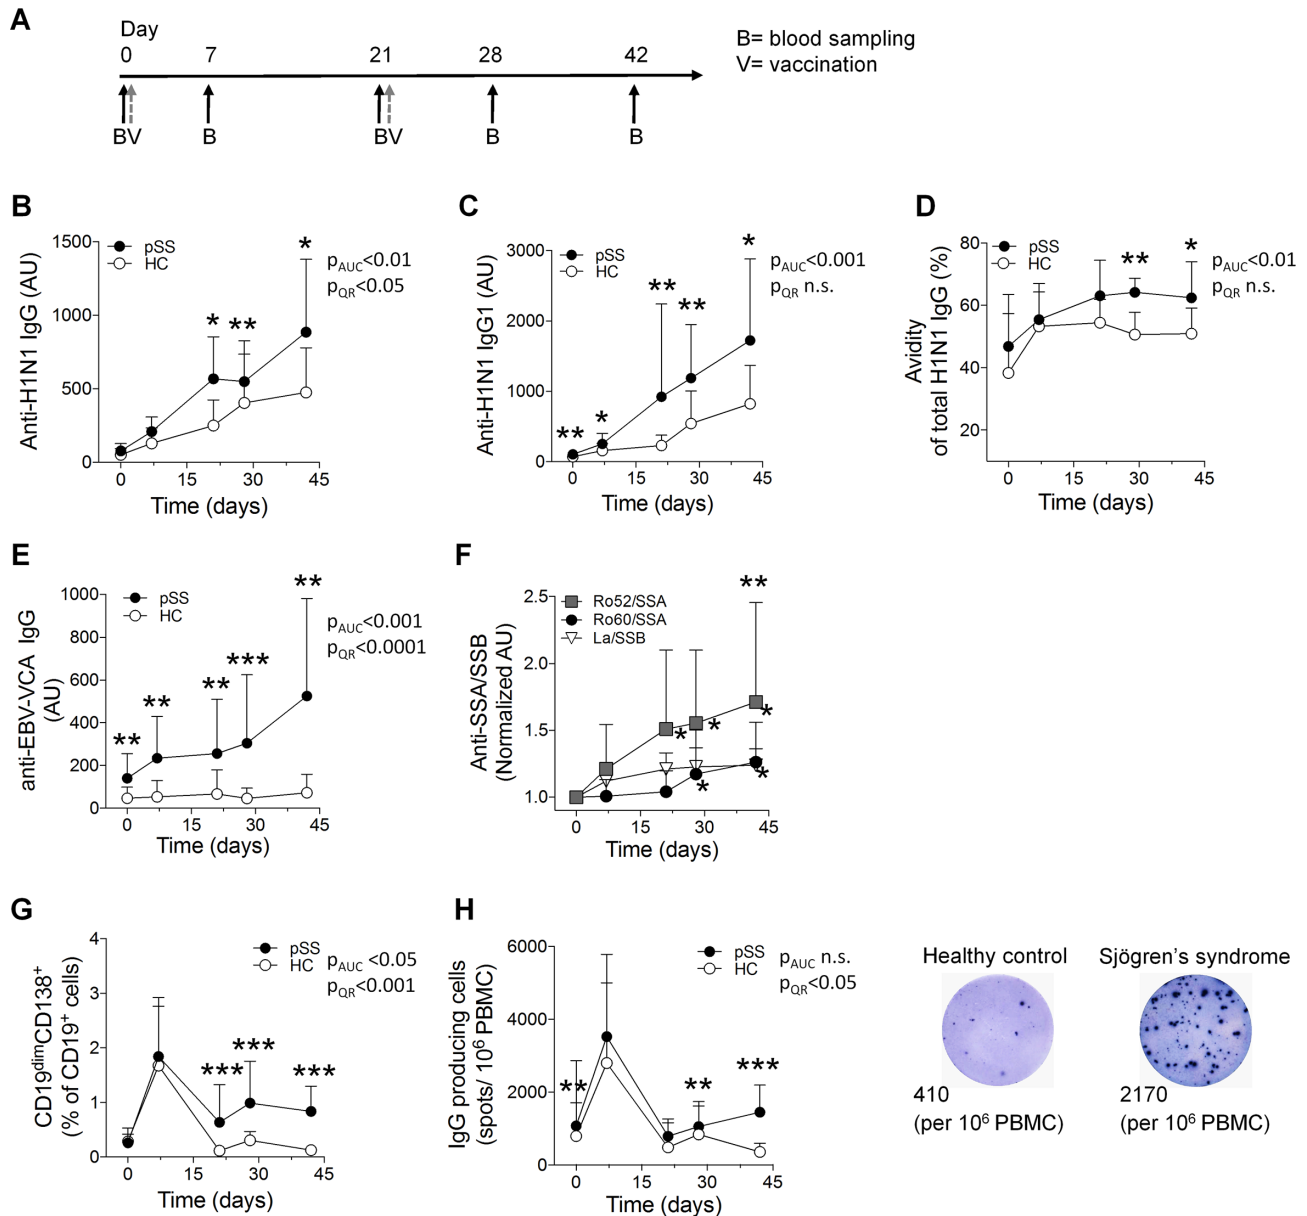 A
Day
0 7 21 28 42
B= blood sampling
V= vaccination
BV B BV B B
B
Anti-H1N1 IgG (AU)
1500
1000
500
0
pSS
HC
* ** *
pAUC<0.01
pQR<0.05
0 15 30 45
Time (days)
C
Anti-H1N1 IgG1 (AU)
3000
2000
1000
0
pSS
HC
** * ** ** *
pAUC<0.001
pQR n.s.
0 15 30 45
Time (days)
D
Avidity
of total H1N1 IgG (%)
80
60
40
20
pSS
HC
** *
pAUC<0.01
pQR n.s.
0 15 30 45
Time (days)
E
anti-EBV-VCA IgG
(AU)
1000
800
600
400
200
0
pSS
HC
** ** ** *** **
pAUC<0.001
pQR<0.0001
0 15 30 45
Time (days)
F
Anti-SSA/SSB
(Normalized AU)
2.5
2.0
1.5
1.0
Ro52/SSA
Ro60/SSA
La/SSB
**
* * *
* *
0 15 30 45
Time (days)
G
CD19dimCD138+
(% of CD19+ cells)
4
3
2
1
0
pSS
HC
*** *** ***
pAUC <0.05
pQR<0.001
0 15 30 45
Time (days)
H
IgG producing cells
(spots/ 10⁶ PBMC)
6000
4000
2000
0
pSS
HC
** ** ***
pAUC n.s.
pQR<0.05
0 15 30 45
Time (days)
Healthy control
410
(per 10⁶ PBMC)
Sjögren's syndrome
2170
(per 10⁶ PBMC)